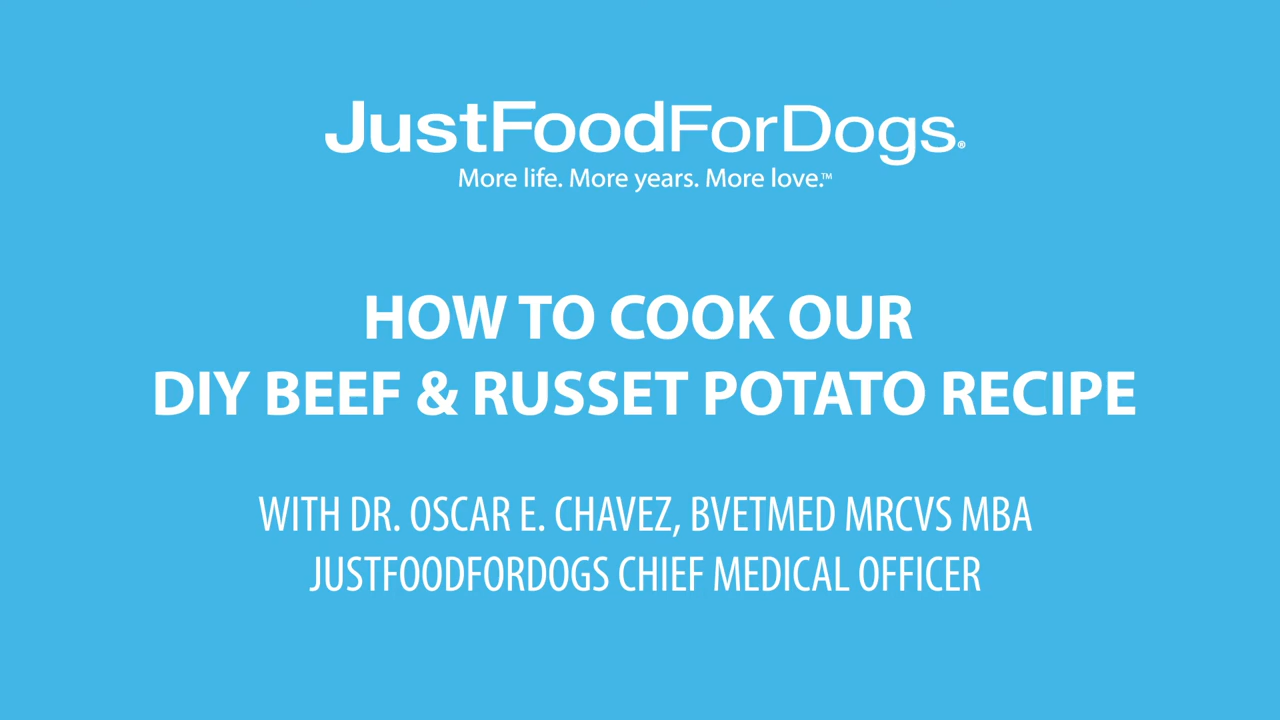 JustFoodForDogs®
More life. More years. More love.™
HOW TO COOK OUR
DIY BEEF & RUSSET POTATO RECIPE
WITH DR. OSCAR E. CHAVEZ, BVETMED MRCVS MBA
JUSTFOODFORDOGS CHIEF MEDICAL OFFICER